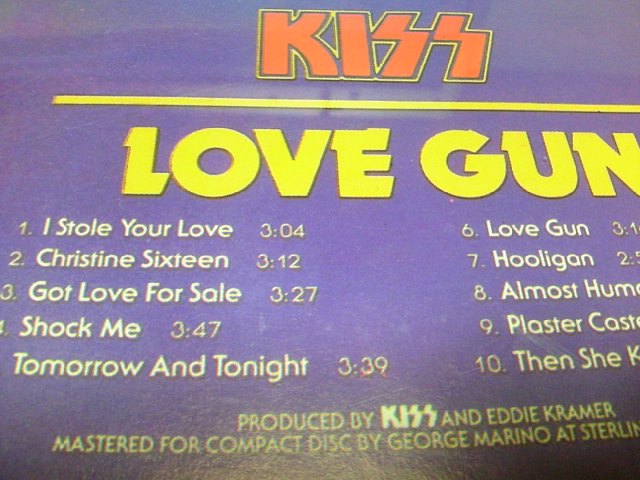 KISS
LOVE GUN
1. I Stole Your Love 3:04
2. Christine Sixteen 3:12
3. Got Love For Sale 3:27
4. Shock Me 3:47
Tomorrow And Tonight 3:39
6. Love Gun
7. Hooligan
8. Almost
9. Plaster
10. Then She
PRODUCED BY KISS AND EDDIE KRAMER
MASTERED FOR COMPACT DISC BY GEORGE MARINO AT